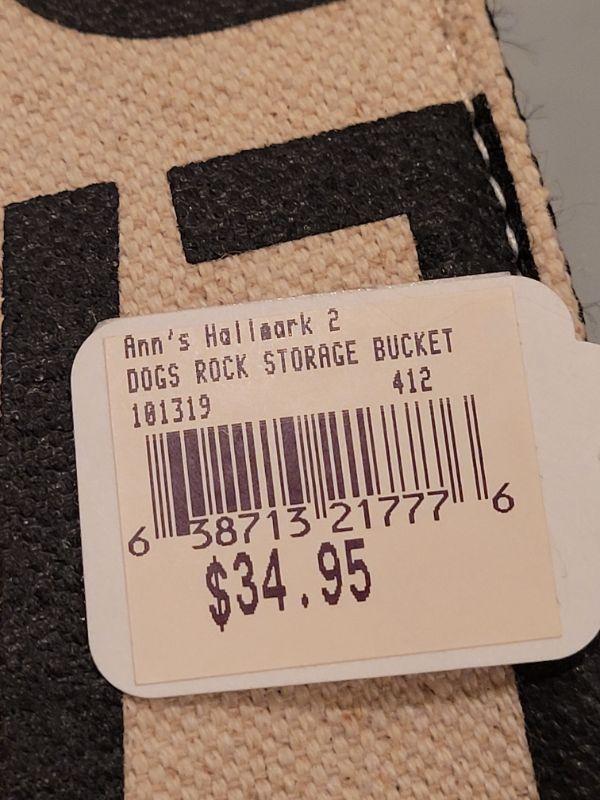 Ann's Hallmark 2
DOGS ROCK STORAGE BUCKET
101319 412
6 38713 21777 6
$34.95